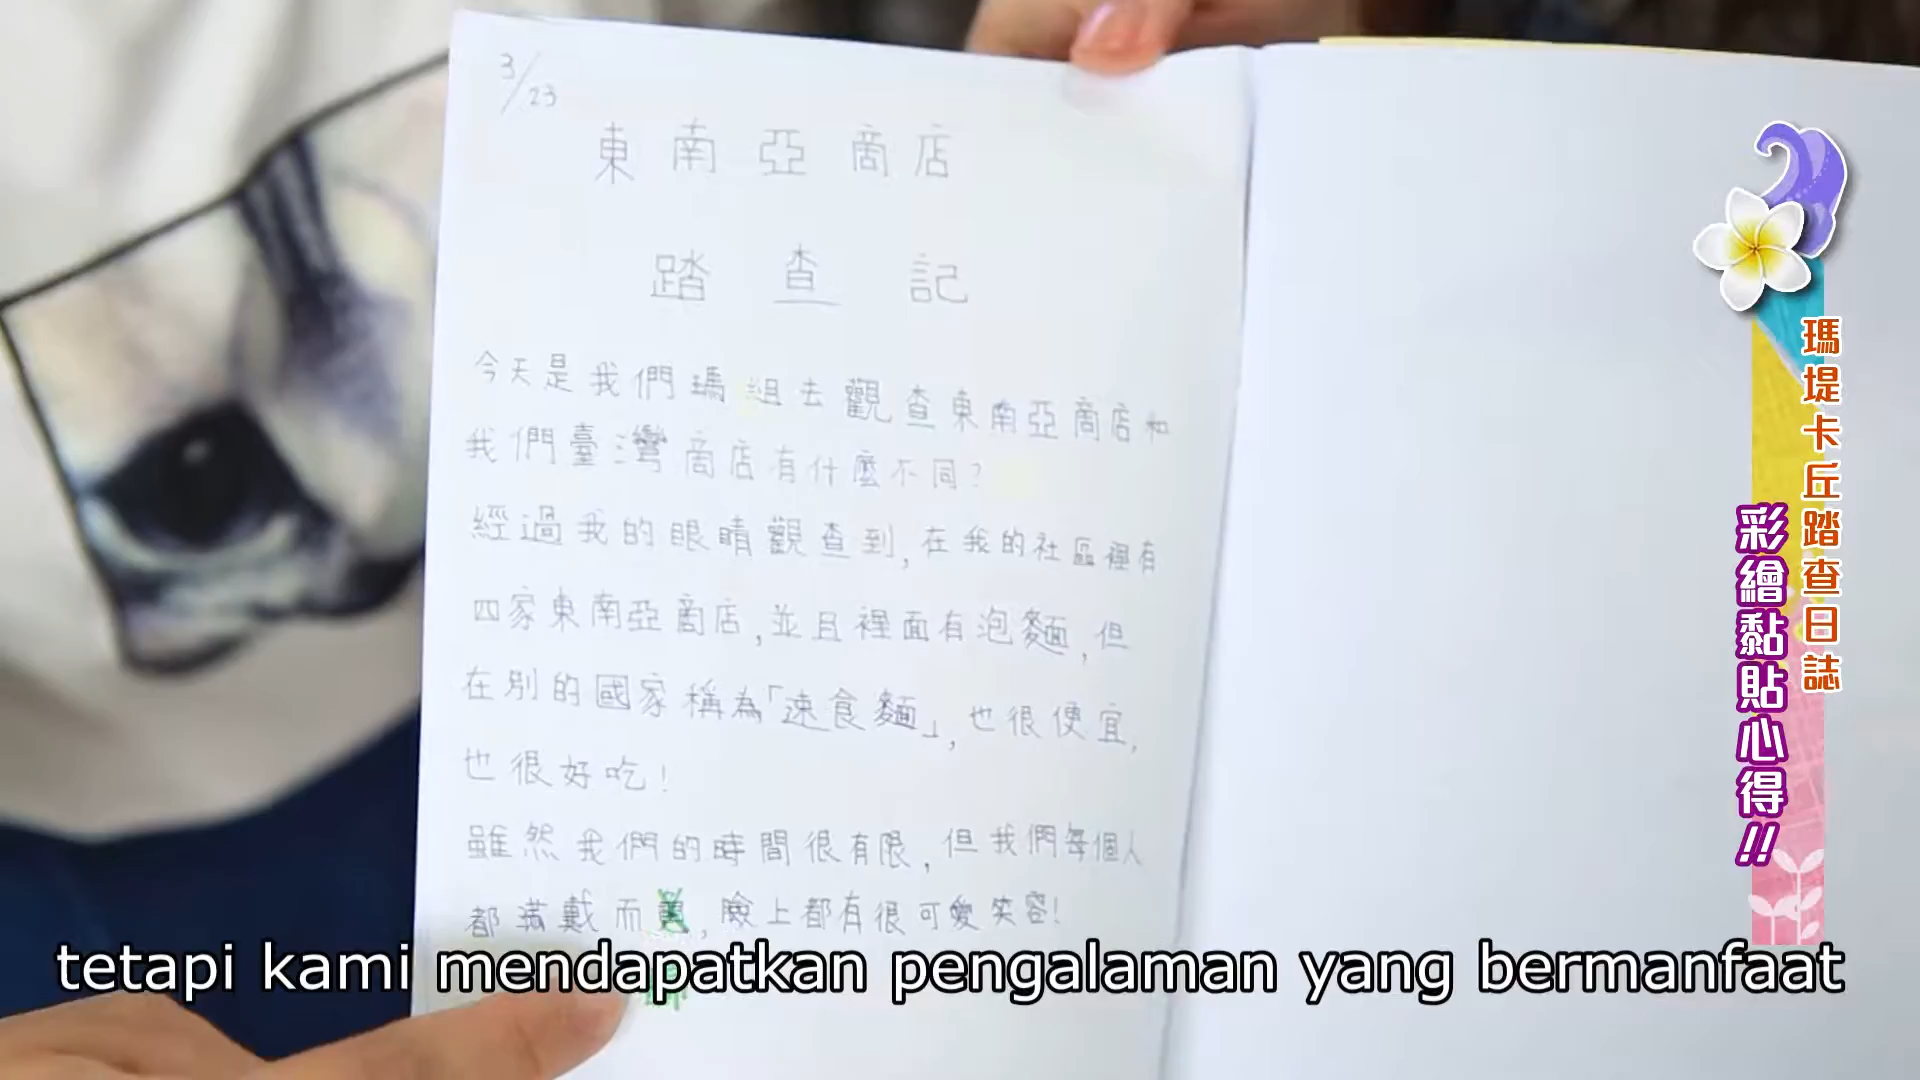 3/23
東南亞商店
踏查記
今天是我們瑪 組去觀查東南亞商店和
我們臺灣商店有什麼不同?
經過我的眼睛觀查到,在我的社區裡有
四家東南亞商店,並且裡面有泡麵,但
在別的國家稱為「速食麵」,也很便宜,
也很好吃!
雖然我們的時間很有限,但我們每個人
都滿戴而,臉上都有很可愛笑容!
瑪堤卡丘踏查日誌
彩繪黏貼心得!!
tetapi kami mendapatkan pengalaman yang bermanfaat